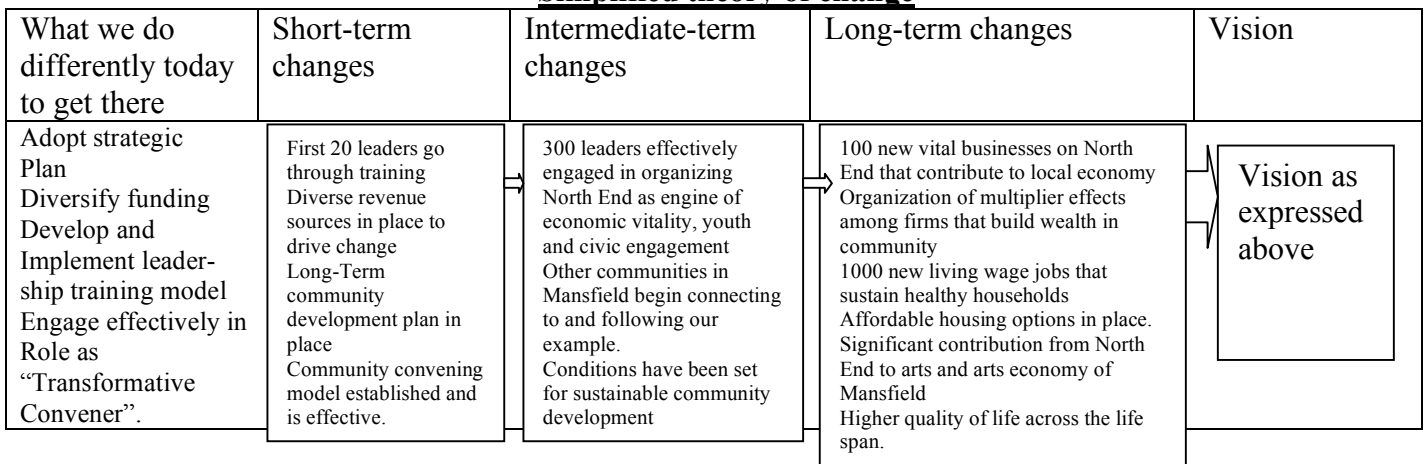 Simplified theory of change
What we do
differently today
to get there
Short-term
changes
Intermediate-term
changes
Long-term changes
Vision
Adopt strategic
Plan
Diversify funding
Develop and
Implement leader-
ship training model
Engage effectively in
Role as
“Transformative
Convener”.
First 20 leaders go
through training
Diverse revenue
sources in place to
drive change
Long-Term
community
development plan in
place
Community convening
model established and
is effective.
300 leaders effectively
engaged in organizing
North End as engine of
economic vitality, youth
and civic engagement
Other communities in
Mansfield begin connecting
to and following our
example.
Conditions have been set
for sustainable community
development
100 new vital businesses on North
End that contribute to local economy
Organization of multiplier effects
among firms that build wealth in
community
1000 new living wage jobs that
sustain healthy households
Affordable housing options in place.
Significant contribution from North
End to arts and arts economy of
Mansfield
Higher quality of life across the life
span.
Vision as
expressed
above